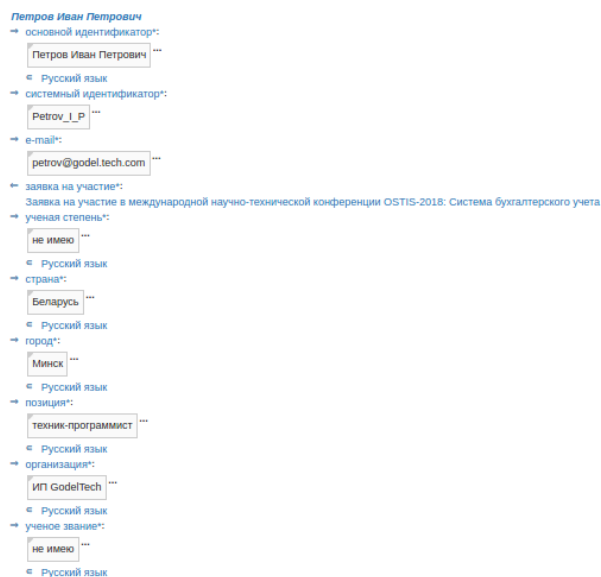 Петров Иван Петрович
⇒ основной идентификатор*:
Петров Иван Петрович ...
∈ Русский язык
⇒ системный идентификатор*:
Petrov_I_P ...
⇒ e-mail*:
petrov@godel.tech.com ...
⇐ заявка на участие*:
Заявка на участие в международной научно-технической конференции OSTIS-2018: Система бухгалтерского учета
⇒ ученая степень*:
не имею ...
∈ Русский язык
⇒ страна*:
Беларусь ...
∈ Русский язык
⇒ город*:
Минск ...
∈ Русский язык
⇒ позиция*:
техник-программист ...
∈ Русский язык
⇒ организация*:
ИП GodelTech ...
∈ Русский язык
⇒ ученое звание*:
не имею ...
∈ Русский язык